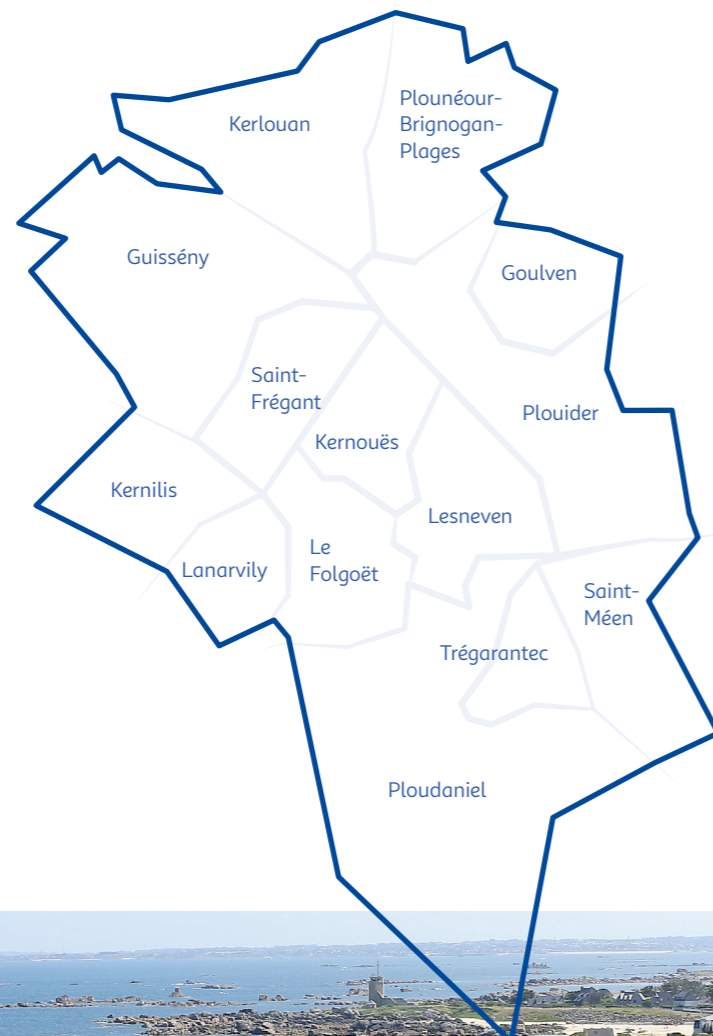 Kerlouan
Plounéour-
Brignogan-
Plages
Guissény
Goulven
Saint-
Frégant
Plouider
Kernouës
Kernilis
Lesneven
Le
Folgoët
Lanarvily
Saint-
Méen
Trégarantec
Ploudaniel